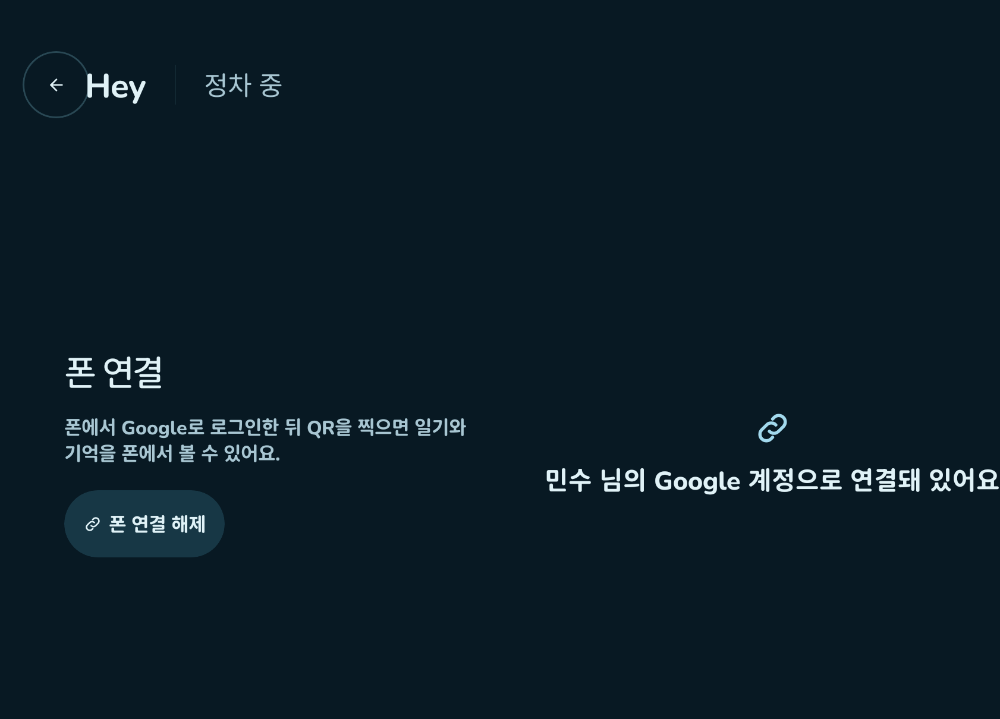 Hey
정차 중
폰 연결
폰에서 Google로 로그인한 뒤 QR을 찍으면 일기와
기억을 폰에서 볼 수 있어요.
폰 연결 해제
민수 님의 Google 계정으로 연결돼 있어요